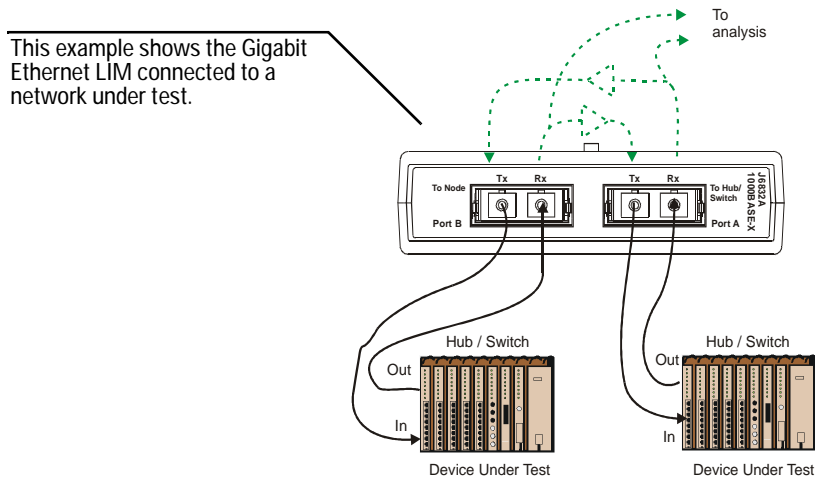 To
analysis
This example shows the Gigabit
Ethernet LIM connected to a
network under test.
Tx Rx Tx Rx
To Node
To Hub/
Switch
J6832A
1000BASE-X
Port B
Port A
Hub / Switch
Hub / Switch
Out
Out
In
In
Device Under Test
Device Under Test